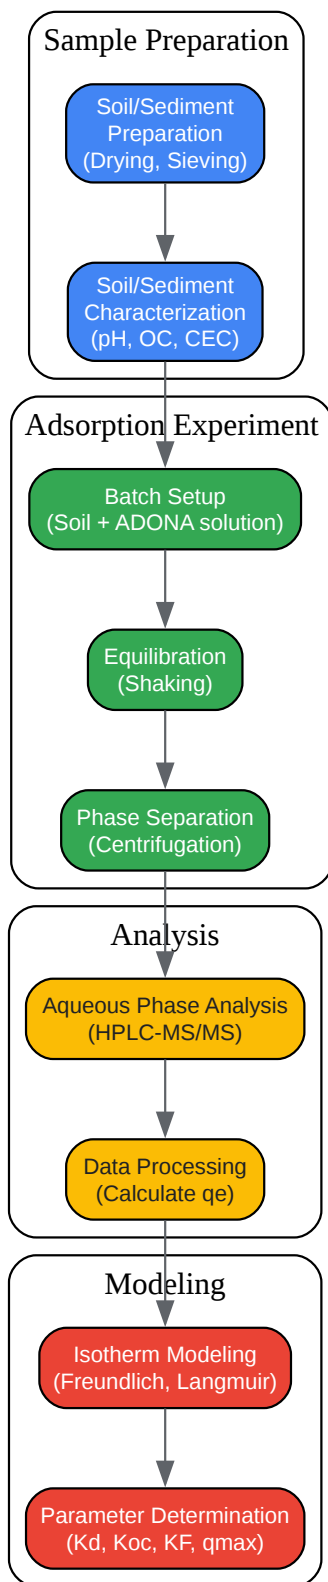 Sample Preparation
Soil/Sediment
Preparation
(Drying, Sieving)
Soil/Sediment
Characterization
(pH, OC, CEC)
Adsorption Experiment
Batch Setup
(Soil + ADONA solution)
Equilibration
(Shaking)
Phase Separation
(Centrifugation)
Analysis
Aqueous Phase Analysis
(HPLC-MS/MS)
Data Processing
(Calculate qe)
Modeling
Isotherm Modeling
(Freundlich, Langmuir)
Parameter Determination
(Kd, Koc, KF, qmax)